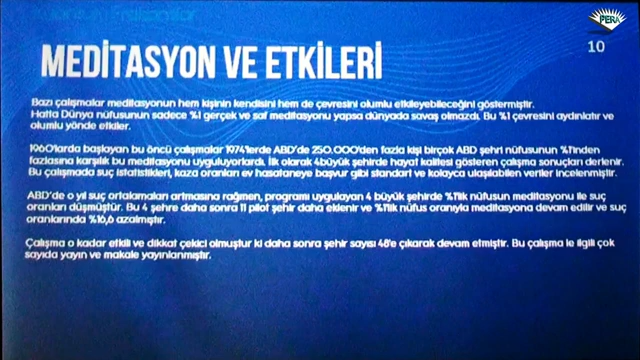 PERA
10
MEDİTASYON VE ETKİLERİ
Bazı çalışmalar meditasyonun hem kişinin kendisini hem de çevresini olumlu etkileyebileceğini göstermiştir.
Hatta Dünya nüfusunun sadece %1 gerçek ve saf meditasyonu yapsa dünyada savaş olmazdı. Bu %1 çevresini aydınlatır ve
olumlu yönde etkiler.
1960'larda başlayan bu öncü çalışmalar 1974'lerde ABD'de 250.000'den fazla kişi birçok ABD şehri nüfusunun %1'inden
fazlasına karşılık bu meditasyonu uyguluyorlardı. İlk olarak 4büyük şehirde hayat kalitesi gösteren çalışma sonuçları derlenir.
Bu çalışmada suç istatistikleri, kaza oranları ev hasataneye başvur gibi standart ve kolayca ulaşılabilen veriler incelenmiştir.
ABD'de o yıl suç ortalamaları artmasına rağmen, programı uygulayan 4 büyük şehirde %1'lik nüfusun meditasyonu ile suç
oranları düşmüştür. Bu 4 şehre daha sonra 11 pilot şehir daha eklenir ve %1'lik nüfus oranıyla meditasyona devam edilir ve suç
oranlarında %16,6 azalmıştır.
Çalışma o kadar etkili ve dikkat çekici olmuştur ki daha sonra şehir sayısı 48'e çıkarak devam etmiştir. Bu çalışma le ilgili çok
sayıda yayın ve makale yayınlanmıştır.